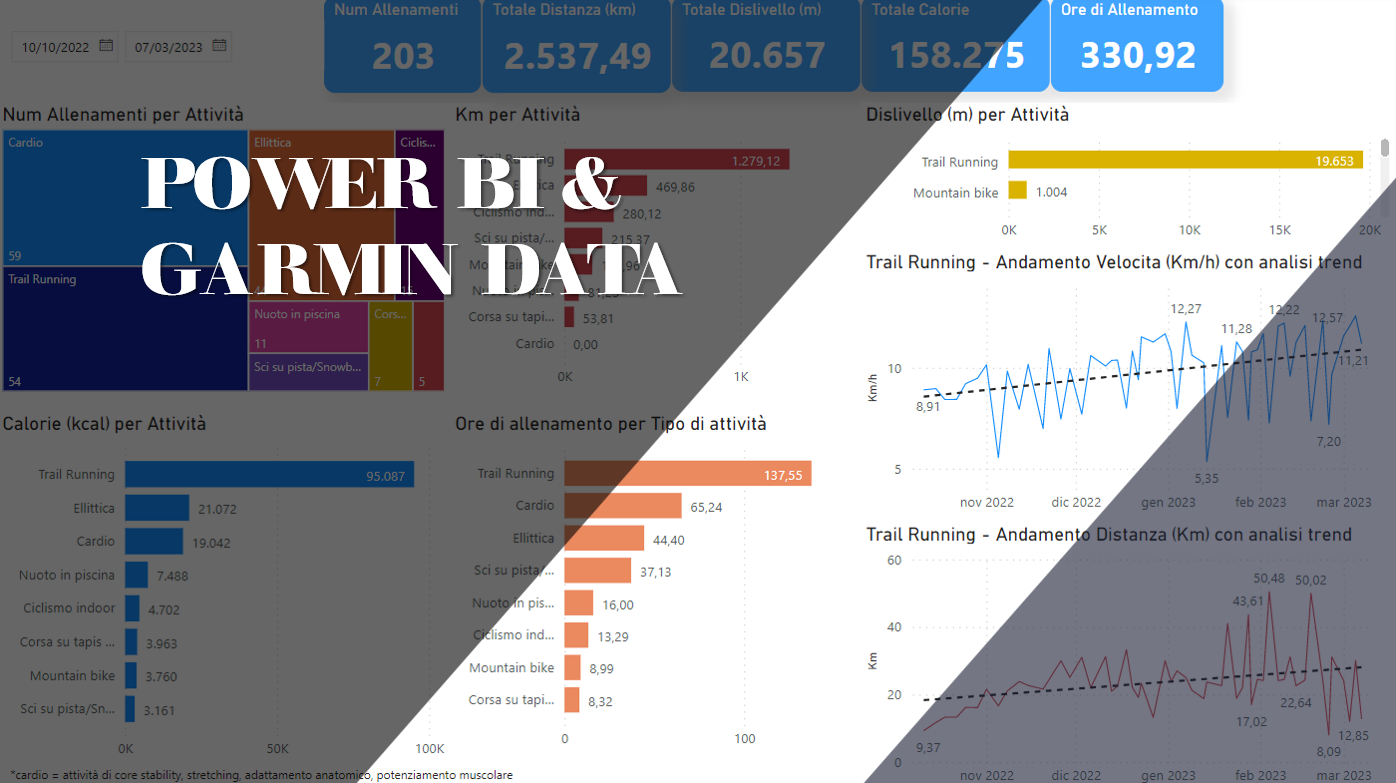 Num Allenamenti
203
Totale Distanza (km)
2.537,49
Totale Dislivello (m)
20.657
Totale Calorie
158.275
Ore di Allenamento
330,92
10/10/2022
07/03/2023
POWER BI &
GARMIN DATA
Num Allenamenti per Attività
Cardio
59
Trail Running
54
Ellittica
Ciclis...
Nuoto in piscina
11
Sci su pista/Snowb...
Cors...
7
5
Km per Attività
Trail Running 1.279,12
Ellittica 469,86
Ciclismo ind... 280,12
Sci su pista/... 215,37
Mountain bike
Nuoto in pis...
Corsa su tapi... 53,81
Cardio 0,00
0K 1K
Dislivello (m) per Attività
Trail Running 19.653
Mountain bike 1.004
0K 5K 10K 15K 20K
Trail Running - Andamento Velocita (Km/h) con analisi trend
Km/h
10
5
8,91
12,27
11,28
12,22
12,57
11,21
7,20
5,35
nov 2022 dic 2022 gen 2023 feb 2023 mar 2023
Calorie (kcal) per Attività
Trail Running 95.087
Ellittica 21.072
Cardio 19.042
Nuoto in piscina 7.488
Ciclismo indoor 4.702
Corsa su tapis ... 3.963
Mountain bike 3.760
Sci su pista/Sn... 3.161
0K 50K 100K
Ore di allenamento per Tipo di attività
Trail Running 137,55
Cardio 65,24
Ellittica 44,40
Sci su pista/... 37,13
Nuoto in pis... 16,00
Ciclismo ind... 13,29
Mountain bike 8,99
Corsa su tapi... 8,32
0 100
Trail Running - Andamento Distanza (Km) con analisi trend
Km
60
40
20
0
9,37
43,61
50,48
50,02
17,02
22,64
8,09
12,85
nov 2022 dic 2022 gen 2023 feb 2023 mar 2023
*cardio = attività di core stability, stretching, adattamento anatomico, potenziamento muscolare